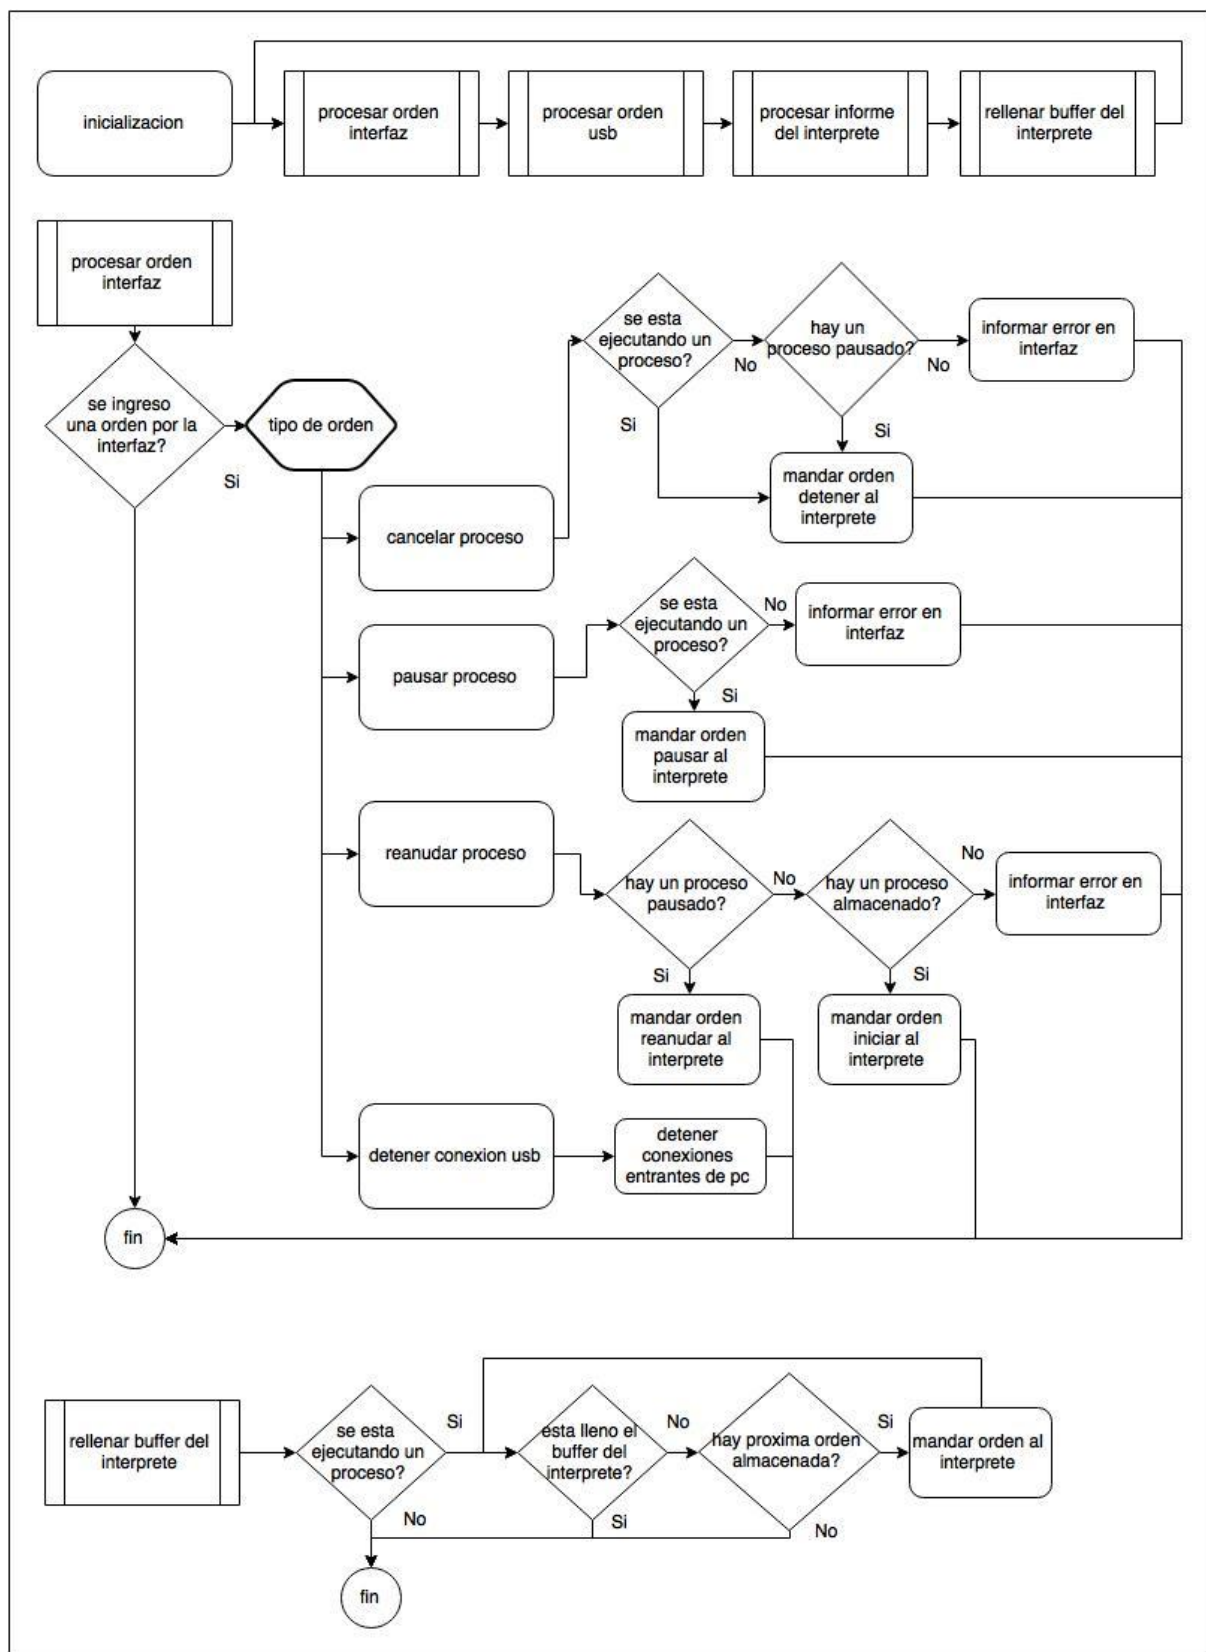 inicializacion
procesar orden
interfaz
procesar orden
usb
procesar informe
del interprete
rellenar buffer del
interprete
procesar orden
interfaz
se ingreso
una orden por la
interfaz?
Si
tipo de orden
cancelar proceso
se esta
ejecutando un
proceso?
No
Si
hay un
proceso pausado?
No
Si
informar error en
interfaz
mandar orden
detener al
interprete
pausar proceso
se esta
ejecutando un
proceso?
No
Si
informar error en
interfaz
mandar orden
pausar al
interprete
reanudar proceso
hay un proceso
pausado?
No
Si
hay un proceso
almacenado?
No
Si
informar error en
interfaz
mandar orden
reanudar al
interprete
mandar orden
iniciar al
interprete
detener conexion usb
detener
conexiones
entrantes de pc
fin
rellenar buffer del
interprete
se esta
ejecutando un
proceso?
Si
No
esta lleno el
buffer del
interprete?
No
Si
hay proxima orden
almacenada?
Si
No
mandar orden al
interprete
fin